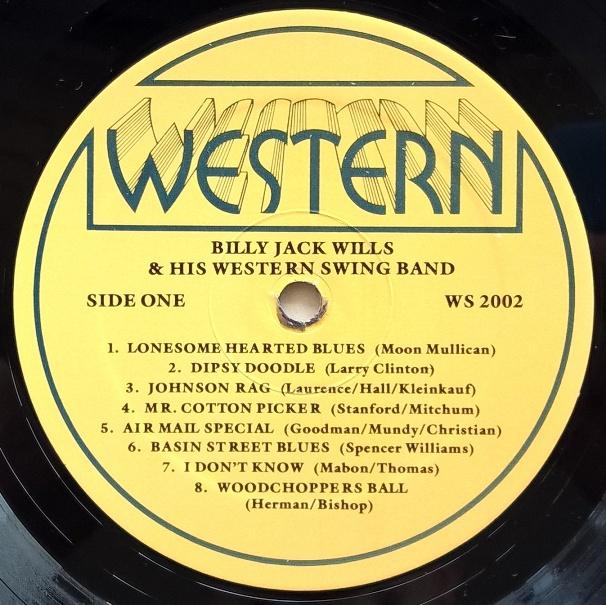 WESTERN
BILLY JACK WILLS
& HIS WESTERN SWING BAND
SIDE ONE
WS 2002
1. LONESOME HEARTED BLUES (Moon Mullican)
2. DIPSY DOODLE (Larry Clinton)
3. JOHNSON RAG (Laurence/Hall/Kleinkauf)
4. MR. COTTON PICKER (Stanford/Mitchum)
5. AIR MAIL SPECIAL (Goodman/Mundy/Christian)
6. BASIN STREET BLUES (Spencer Williams)
7. I DON'T KNOW (Mabon/Thomas)
8. WOODCHOPPERS BALL
(Herman/Bishop)